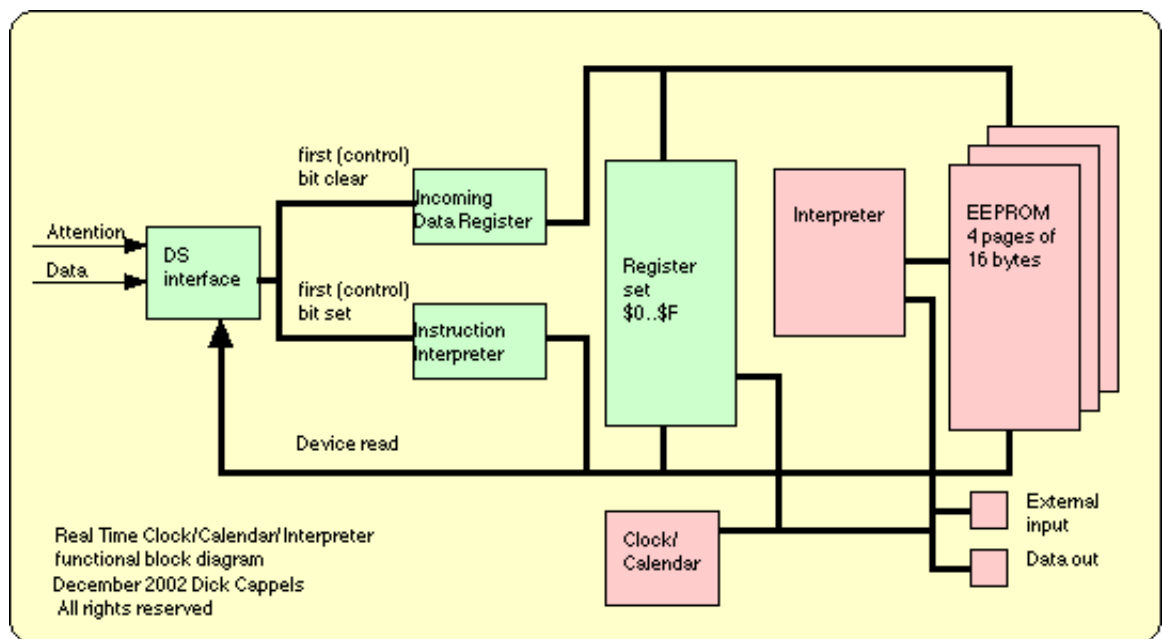 first (control)
bit clear
Incoming
Data Register
Interpreter
EEPROM
4 pages of
16 bytes
Attention
Data
DS
interface
Register
set
$0..$F
first (control)
bit set
Instruction
Interpreter
Device read
External
input
Data out
Clock/
Calendar
Real Time Clock/Calendar/Interpreter
functional block diagram
December 2002 Dick Cappels
All rights reserved